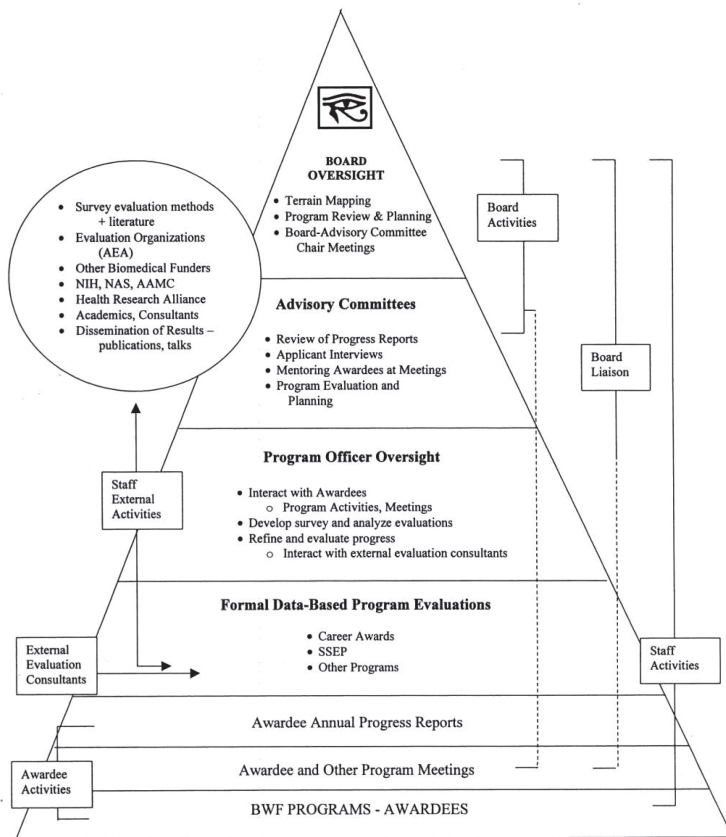 BOARD
OVERSIGHT
• Terrain Mapping
• Program Review & Planning
• Board-Advisory Committee
Chair Meetings
Board
Activities
• Survey evaluation methods
+ literature
• Evaluation Organizations
(AEA)
• Other Biomedical Funders
• NIH, NAS, AAMC
• Health Research Alliance
• Academics, Consultants
• Dissemination of Results –
publications, talks
Advisory Committees
• Review of Progress Reports
• Applicant Interviews
• Mentoring Awardees at Meetings
• Program Evaluation and
Planning
Board
Liaison
Program Officer Oversight
• Interact with Awardees
o Program Activities, Meetings
• Develop survey and analyze evaluations
• Refine and evaluate progress
o Interact with external evaluation consultants
Staff
External
Activities
Formal Data-Based Program Evaluations
• Career Awards
• SSEP
• Other Programs
External
Evaluation
Consultants
Staff
Activities
Awardee Annual Progress Reports
Awardee and Other Program Meetings
Awardee
Activities
BWF PROGRAMS - AWARDEES